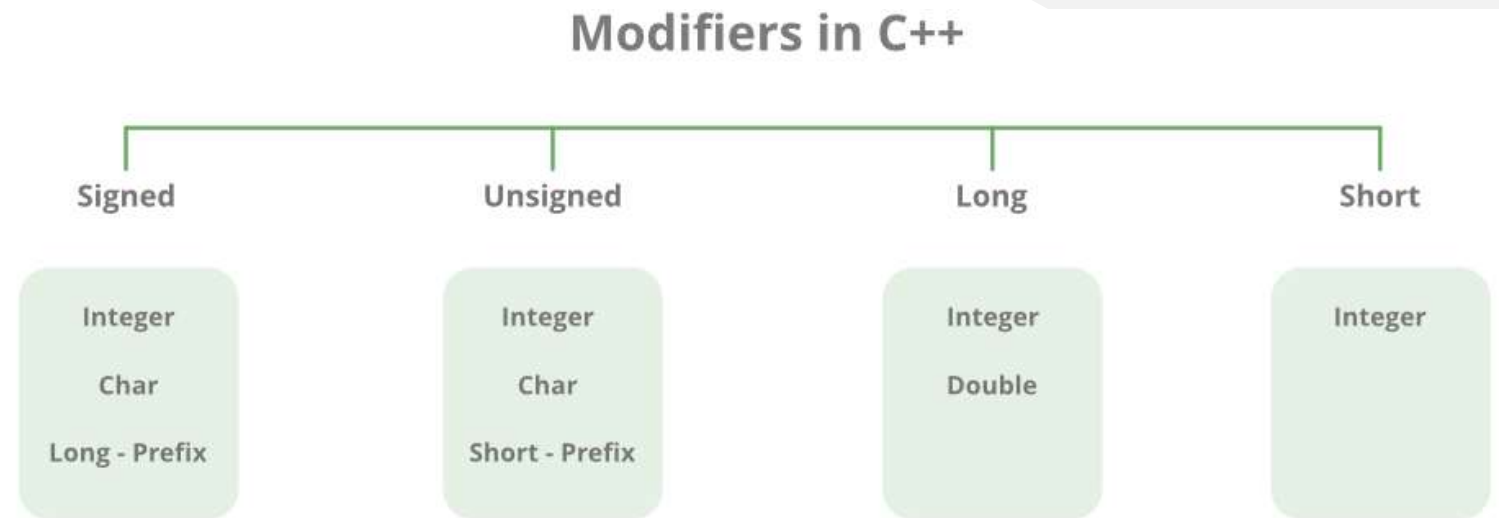 Modifiers in C++
Signed
Unsigned
Long
Short
Integer
Char
Long - Prefix
Integer
Char
Short - Prefix
Integer
Double
Integer